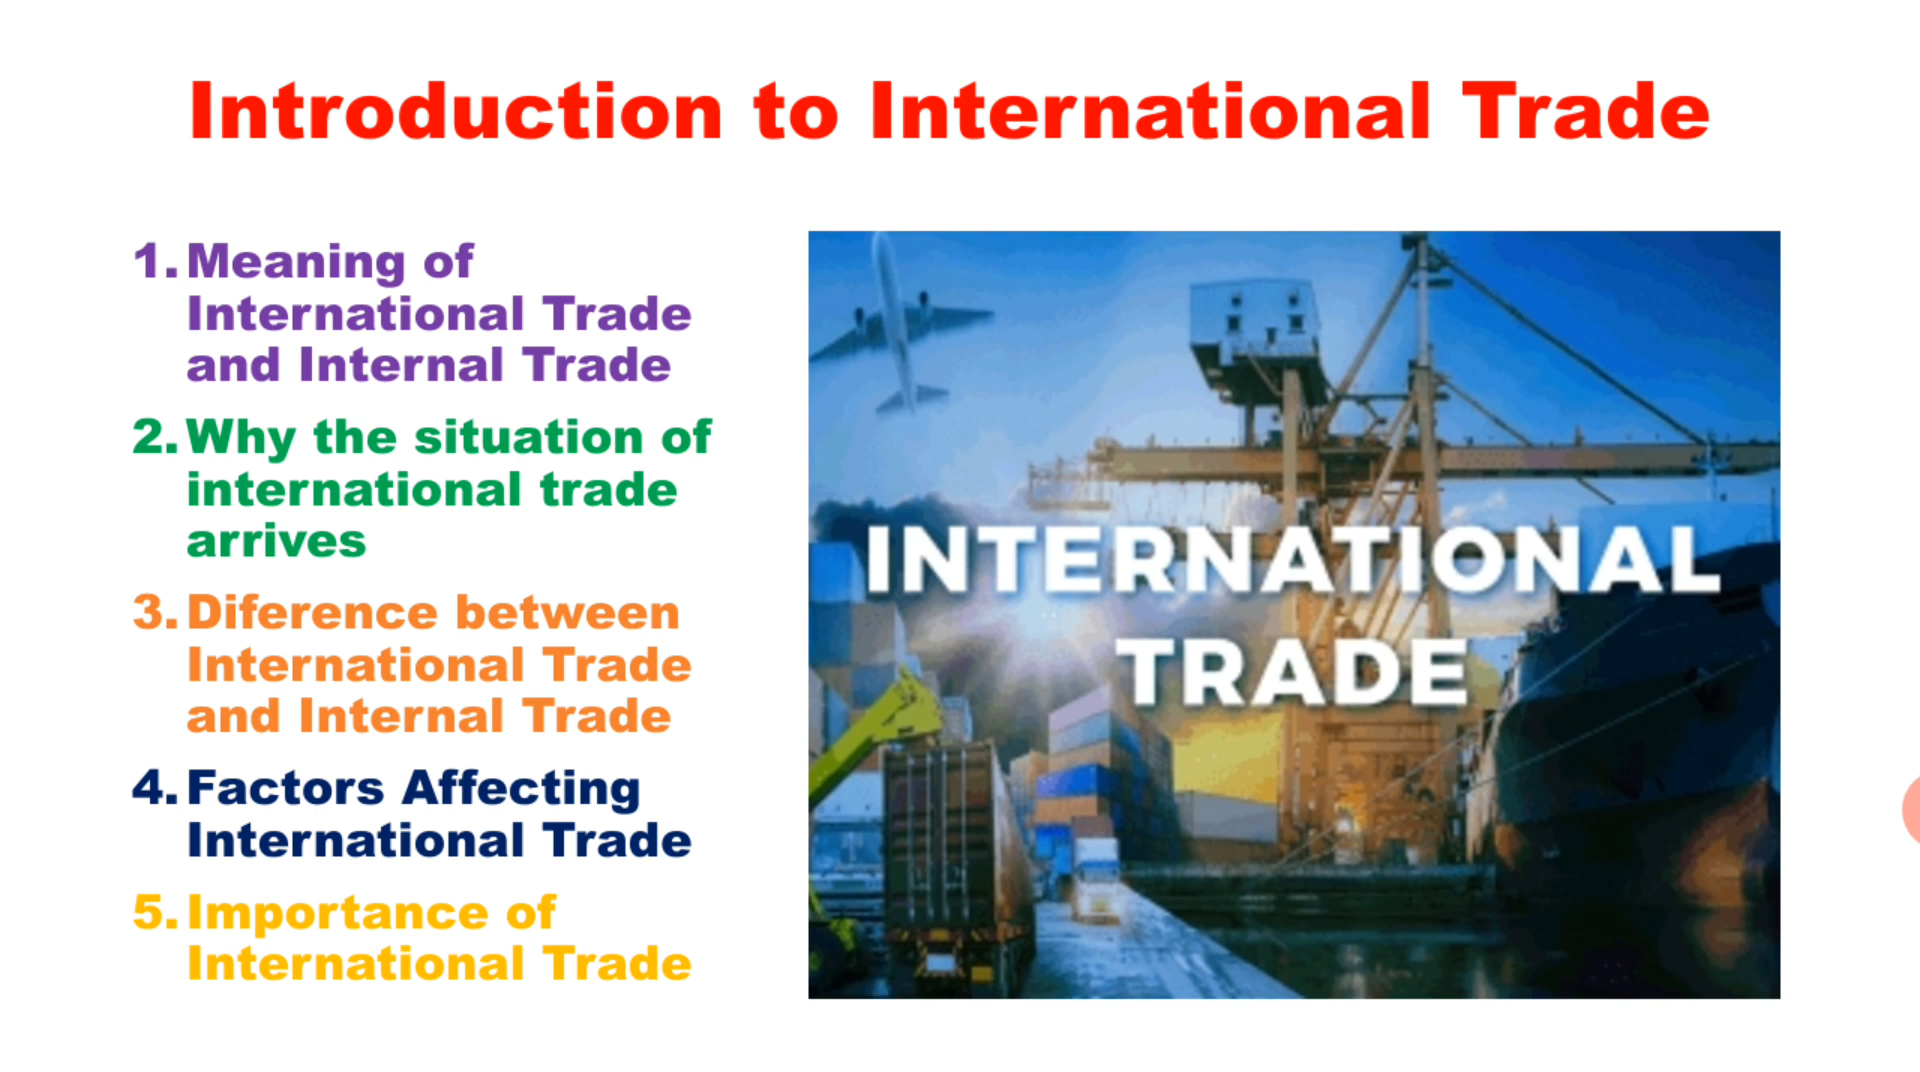 Introduction to International Trade
1. Meaning of
International Trade
and Internal Trade
2. Why the situation of
international trade
arrives
3. Diference between
International Trade
and Internal Trade
4. Factors Affecting
International Trade
5. Importance of
International Trade
INTERNATIONAL
TRADE